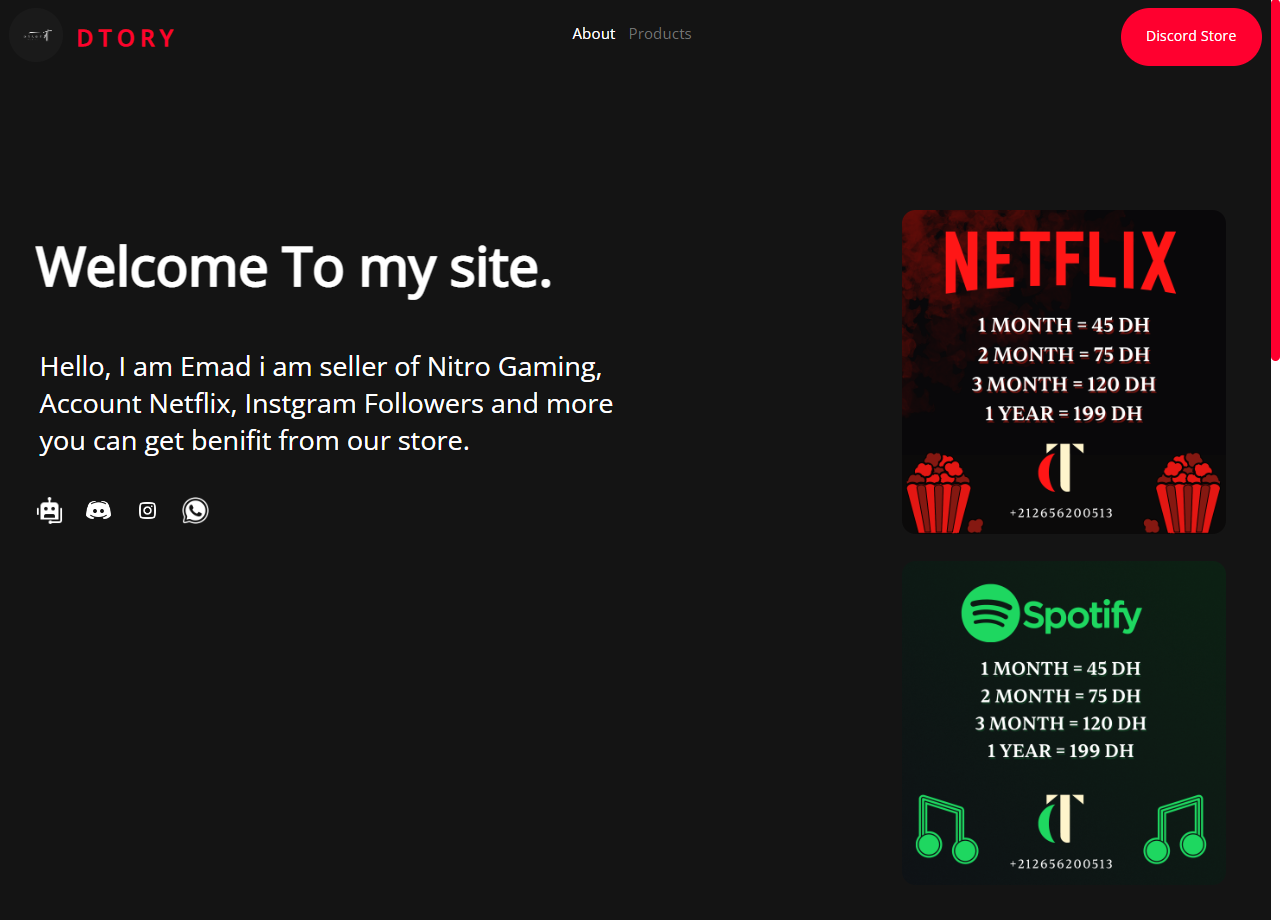 DTORY
About
Products
Discord Store
Welcome To my site.
Hello, I am Emad i am seller of Nitro Gaming,
Account Netflix, Instgram Followers and more
you can get benifit from our store.
NETFLIX
1 MONTH = 45 DH
2 MONTH = 75 DH
3 MONTH = 120 DH
1 YEAR = 199 DH
+212656200513
Spotify
1 MONTH = 45 DH
2 MONTH = 75 DH
3 MONTH = 120 DH
1 YEAR = 199 DH
+212656200513